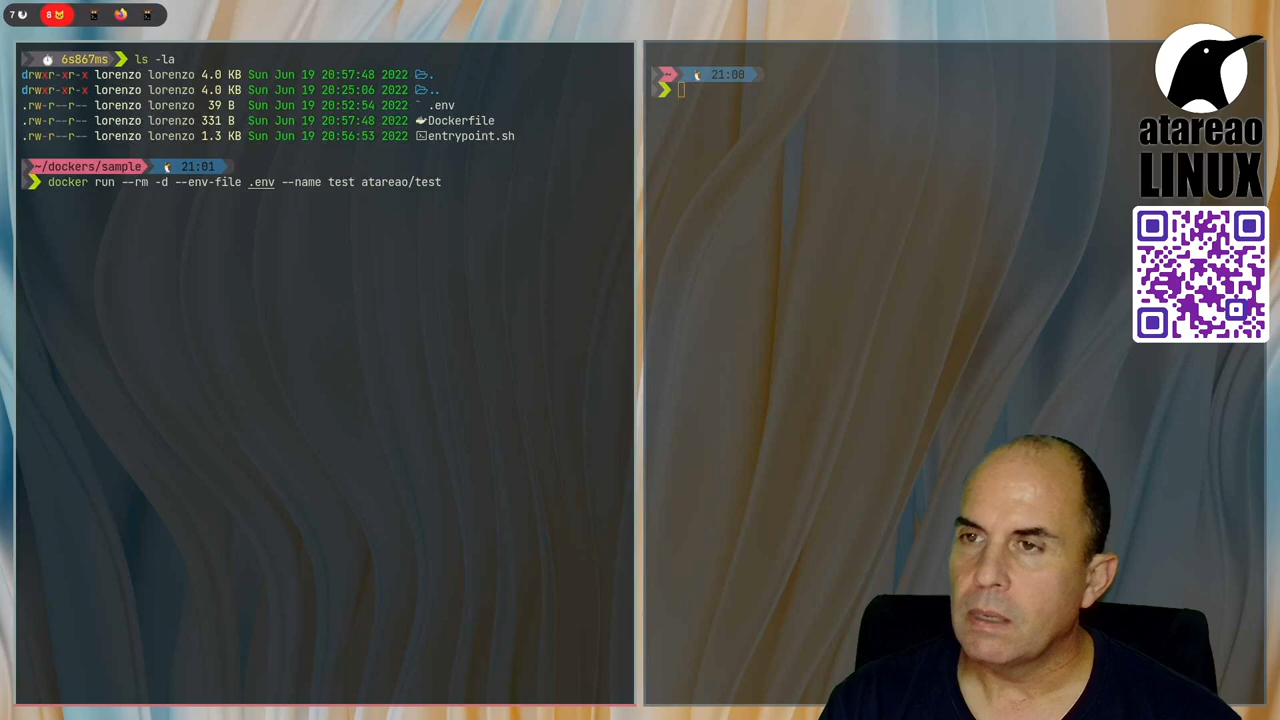 7
8
6s867ms ls -la
drwxr-xr-x lorenzo lorenzo 4.0 KB Sun Jun 19 20:57:48 2022 .
drwxr-xr-x lorenzo lorenzo 4.0 KB Sun Jun 19 20:25:06 2022 ..
.rw-r--r-- lorenzo lorenzo 39 B Sun Jun 19 20:52:54 2022 .env
.rw-r--r-- lorenzo lorenzo 331 B Sun Jun 19 20:57:48 2022 Dockerfile
.rw-r--r-- lorenzo lorenzo 1.3 KB Sun Jun 19 20:56:53 2022 entrypoint.sh
~/dockers/sample 21:01
docker run --rm -d --env-file .env --name test atareao/test
~ 21:00
atareao
LINUX